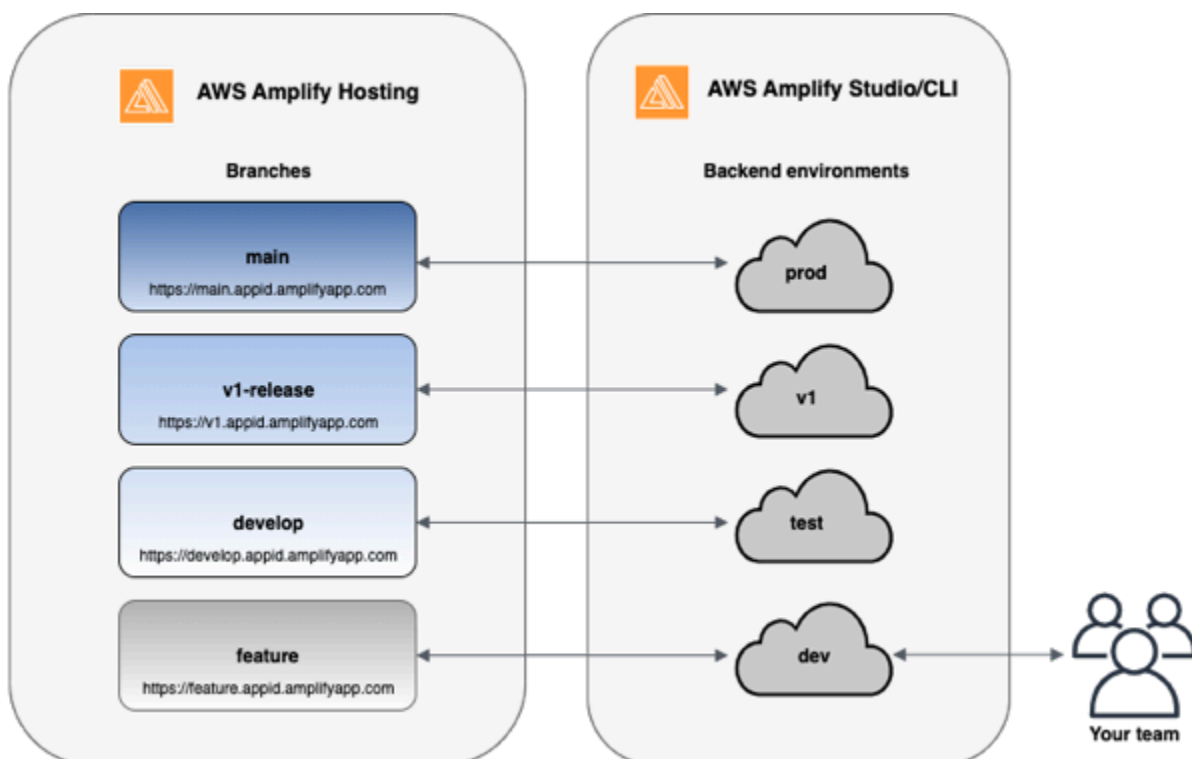 AWS Amplify Hosting
Branches
main
https://main.appid.amplifyapp.com
v1-release
https://v1.appid.amplifyapp.com
develop
https://develop.appid.amplifyapp.com
feature
https://feature.appid.amplifyapp.com
AWS Amplify Studio/CLI
Backend environments
prod
v1
test
dev
Your team